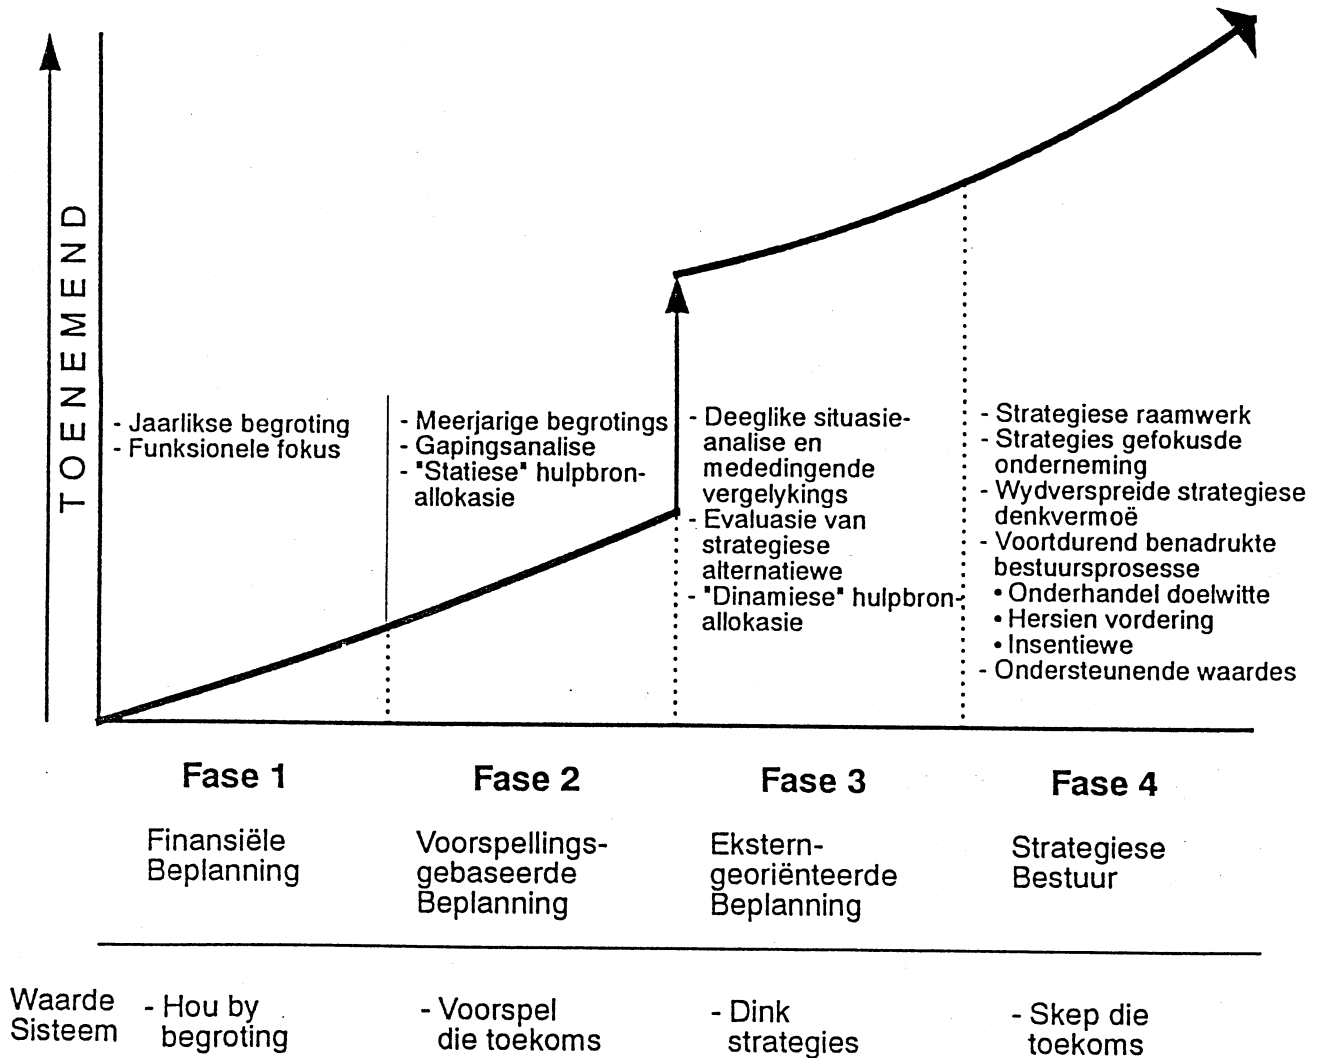 TOENEMEND
- Jaarlikse begroting
- Funksionele fokus
- Meerjarige begrotings
- Gapingsanalise
- "Statiese" hulpbron-
allokasie
- Deeglike situasie-
analise en
mededingende
vergelykings
- Evaluasie van
strategiese
alternatiewe
- "Dinamiese" hulpbron-
allokasie
- Strategiese raamwerk
- Strategies gefokusde
onderneming
- Wydverspreide strategiese
denkvermoë
- Voortdurend benadrukte
bestuursprosesse
• Onderhandel doelwitte
• Hersien vordering
• Insentiewe
- Ondersteunende waardes
Fase 1
Finansiële
Beplanning
Fase 2
Voorspellings-
gebaseerde
Beplanning
Fase 3
Ekstern-
georiënteerde
Beplanning
Fase 4
Strategiese
Bestuur
Waarde
Sisteem
- Hou by
begroting
- Voorspel
die toekoms
- Dink
strategies
- Skep die
toekoms